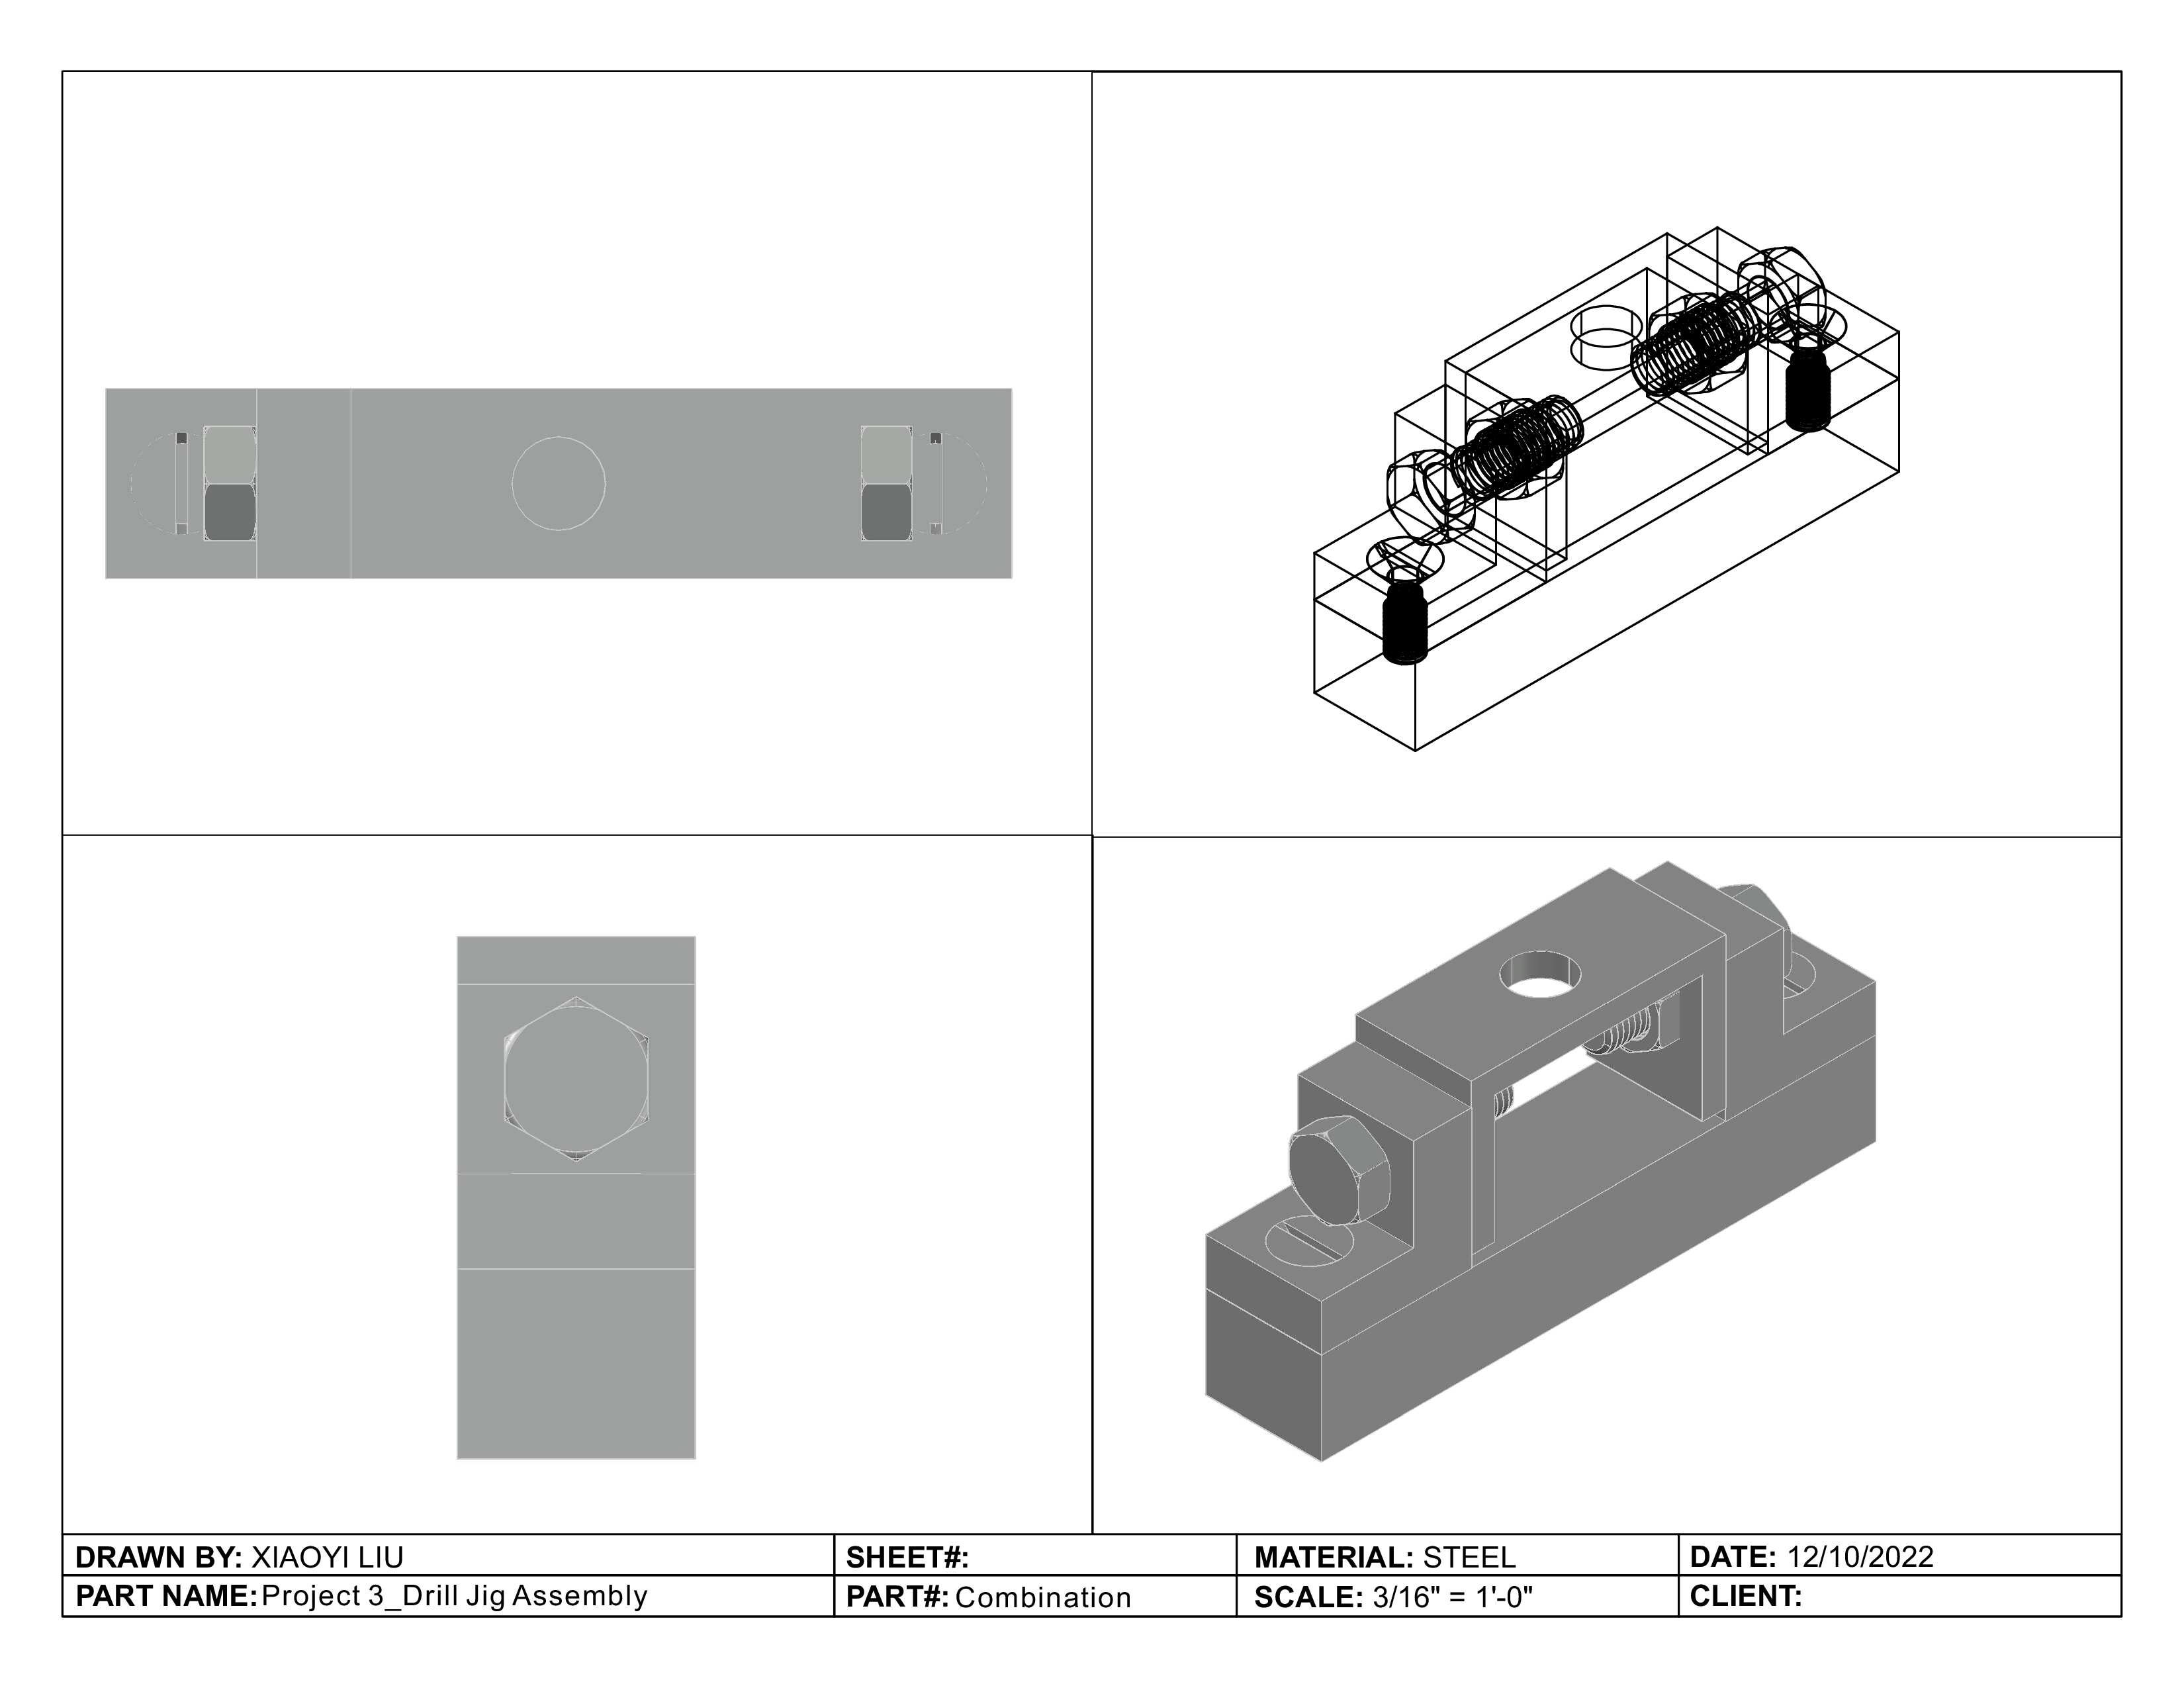 DRAWN BY: XIAOYI LIU
SHEET#:
MATERIAL: STEEL
DATE: 12/10/2022
PART NAME: Project 3_Drill Jig Assembly
PART#: Combination
SCALE: 3/16" = 1'-0"
CLIENT: